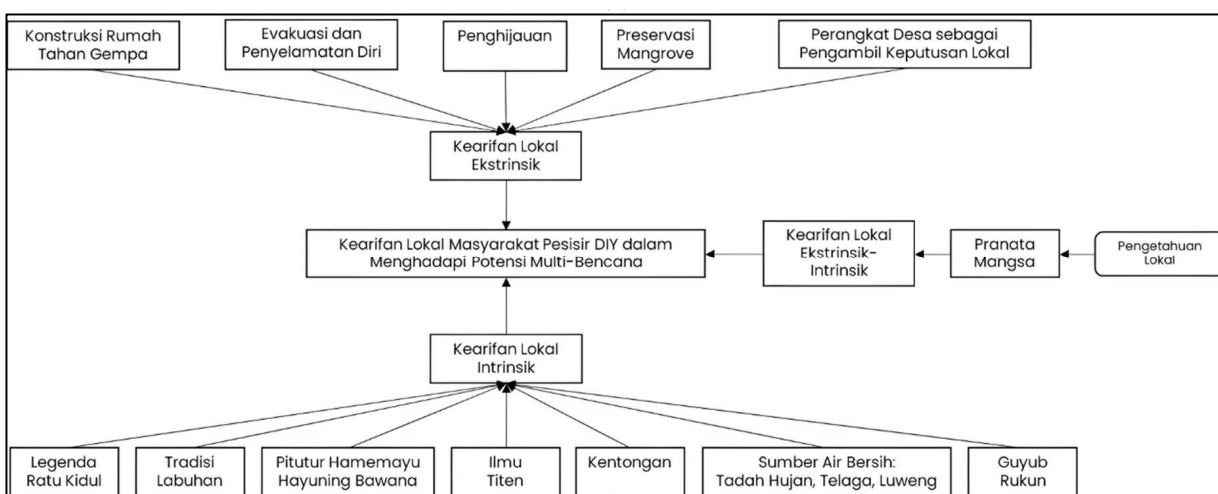 Konstruksi Rumah
Tahan Gempa
Evakuasi dan
Penyelamatan Diri
Penghijauan
Preservasi
Mangrove
Perangkat Desa sebagai
Pengambil Keputusan Lokal
Kearifan Lokal
Ekstrinsik
Kearifan Lokal Masyarakat Pesisir DIY dalam
Menghadapi Potensi Multi-Bencana
Kearifan Lokal
Ekstrinsik-
Intrinsik
Pranata
Mangsa
Pengetahuan
Lokal
Kearifan Lokal
Intrinsik
Legenda
Ratu Kidul
Tradisi
Labuhan
Pitutur Hamemayu
Hayuning Bawana
Ilmu
Titen
Kentongan
Sumber Air Bersih:
Tadah Hujan, Telaga, Luweng
Guyub
Rukun